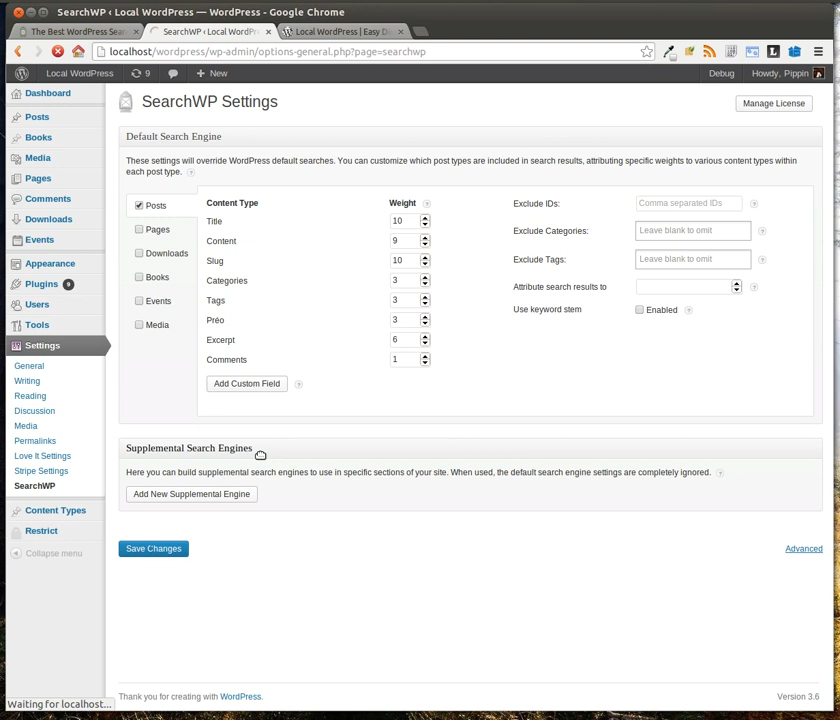 SearchWP ‹ Local WordPress — WordPress - Google Chrome
The Best WordPress Sear
SearchWP ‹ Local WordPr
Local WordPress | Easy Di
localhost/wordpress/wp-admin/options-general.php?page=searchwp
Local WordPress 9 + New Debug Howdy, Pippin
Dashboard
Posts
Books
Media
Pages
Comments
Downloads
Events
Appearance
Plugins 9
Users
Tools
Settings
General
Writing
Reading
Discussion
Media
Permalinks
Love It Settings
Stripe Settings
SearchWP
Content Types
Restrict
Collapse menu
SearchWP Settings
Manage License
Default Search Engine
These settings will override WordPress default searches. You can customize which post types are included in search results, attributing specific weights to various content types within
each post type. ?
Posts
Pages
Downloads
Books
Events
Media
Content Type Weight ?
Title 10
Content 9
Slug 10
Categories 3
Tags 3
Préo 3
Excerpt 6
Comments 1
Add Custom Field ?
Exclude IDs: Comma separated IDs ?
Exclude Categories: Leave blank to omit ?
Exclude Tags: Leave blank to omit ?
Attribute search results to ?
Use keyword stem Enabled ?
Supplemental Search Engines
Here you can build supplemental search engines to use in specific sections of your site. When used, the default search engine settings are completely ignored. ?
Add New Supplemental Engine
Save Changes
Advanced
Thank you for creating with WordPress.
Version 3.6
Waiting for localhost...